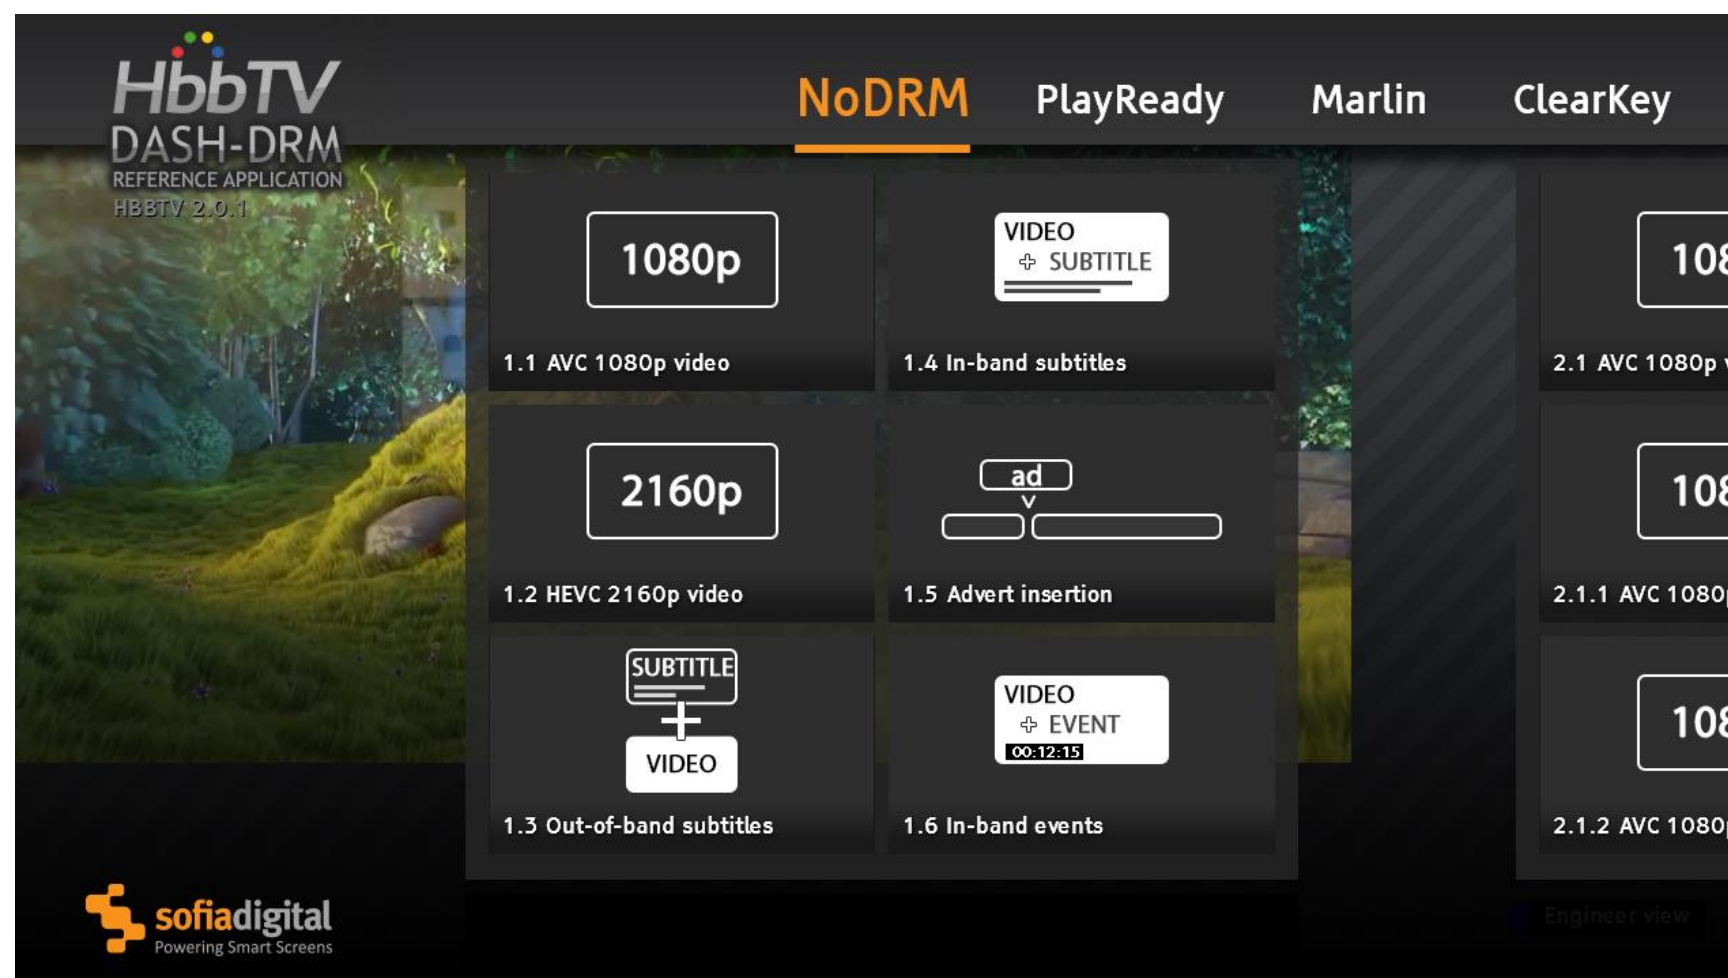 HbbTV
DASH-DRM
REFERENCE APPLICATION
HBBTV 2.0.1
NoDRM PlayReady Marlin ClearKey
1080p
1.1 AVC 1080p video
VIDEO
+ SUBTITLE
1.4 In-band subtitles
2160p
1.2 HEVC 2160p video
ad
1.5 Advert insertion
SUBTITLE
+
VIDEO
1.3 Out-of-band subtitles
VIDEO
+ EVENT
00:12:15
1.6 In-band events
108
2.1 AVC 1080p
108
2.1.1 AVC 1080p
108
2.1.2 AVC 1080p
sofiadigital
Powering Smart Screens
Engineer view